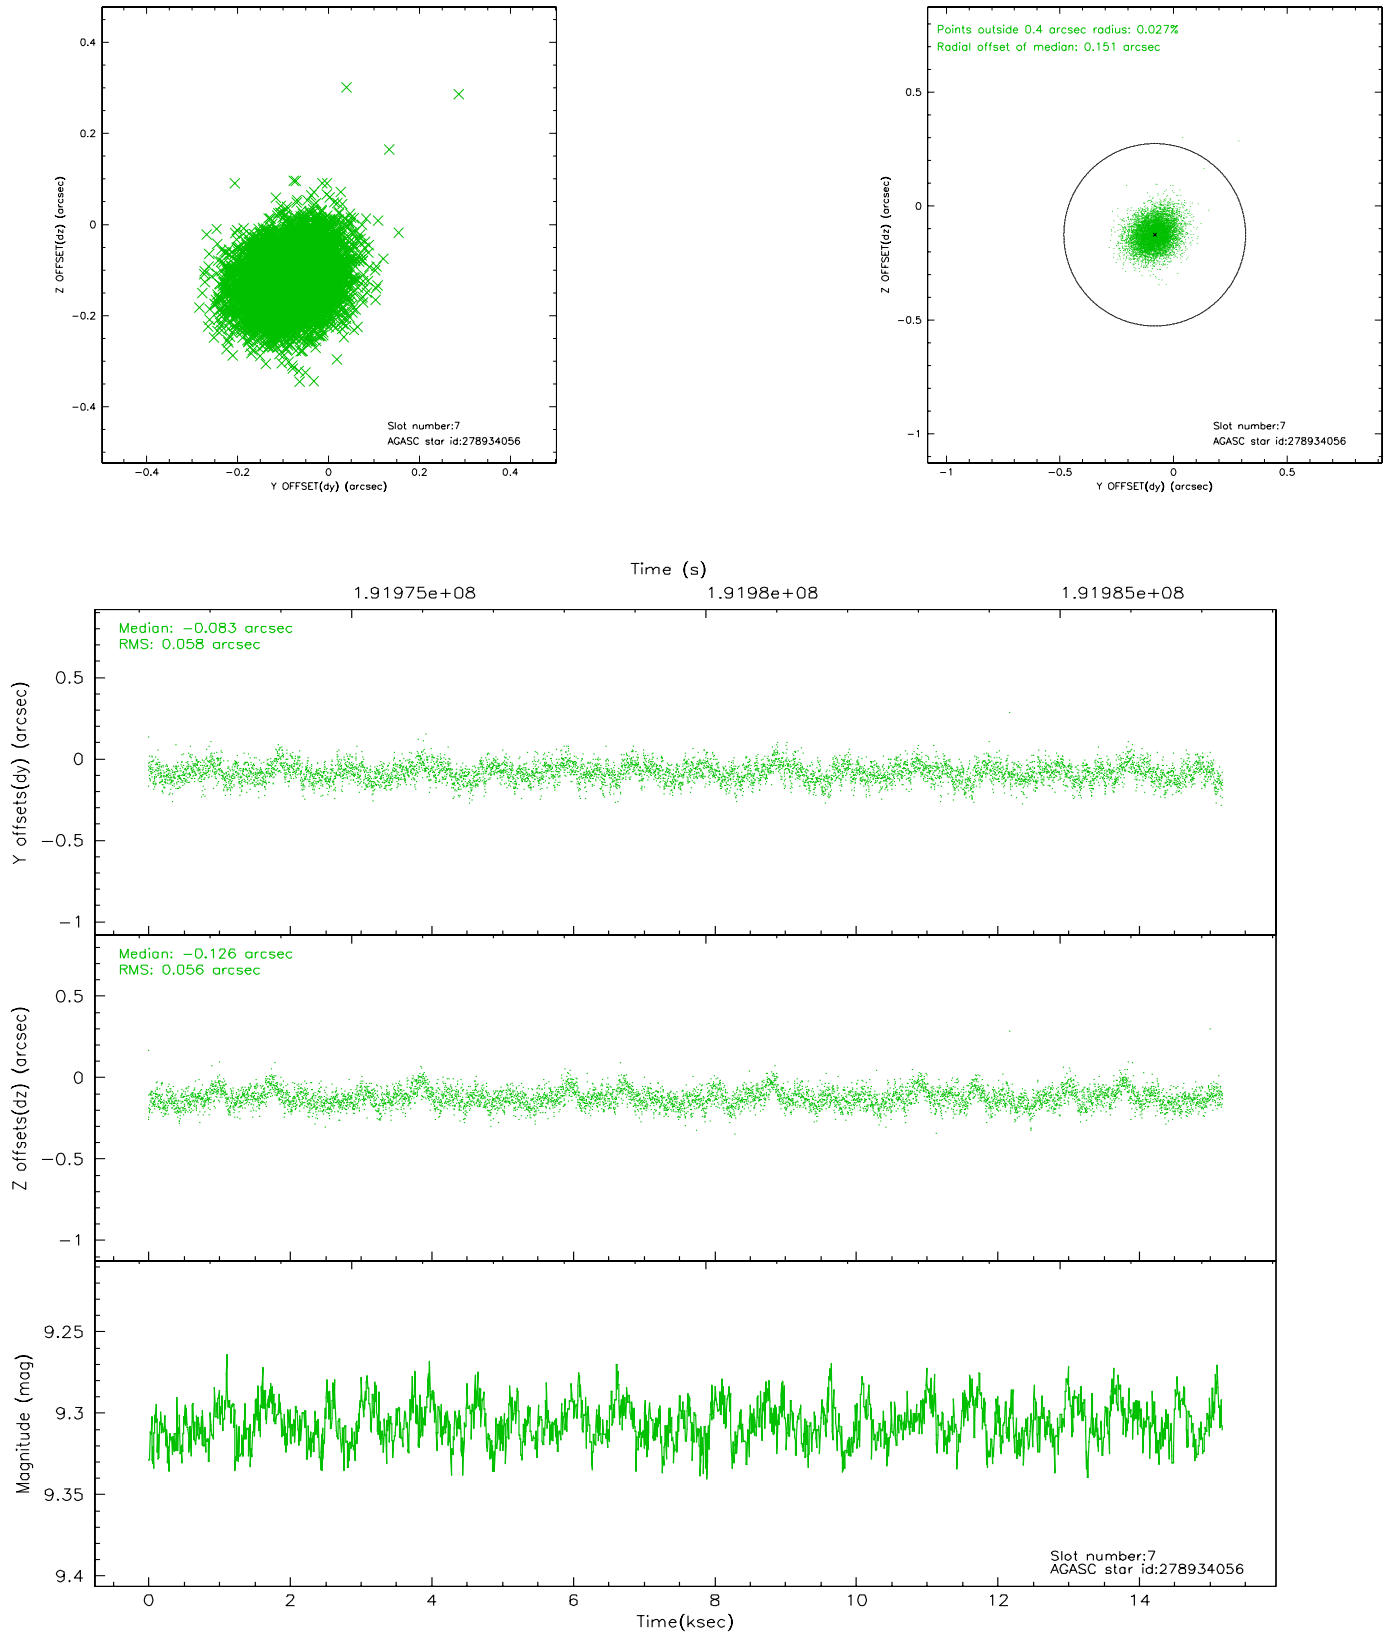 0.4
0.2
0
−0.2
−0.4
Z OFFSET(dz) (arcsec)
Slot number:7
AGASC star id:278934056
−0.4 −0.2 0 0.2 0.4
Y OFFSET(dy) (arcsec)
Points outside 0.4 arcsec radius: 0.027%
Radial offset of median: 0.151 arcsec
0.5
0
−0.5
−1
Z OFFSET(dz) (arcsec)
Slot number:7
AGASC star id:278934056
−1 −0.5 0 0.5
Y OFFSET(dy) (arcsec)
Time (s)
1.91975e+08 1.9198e+08 1.91985e+08
Median: −0.083 arcsec
RMS: 0.058 arcsec
0.5
0
−0.5
−1
Y offsets(dy) (arcsec)
Median: −0.126 arcsec
RMS: 0.056 arcsec
0.5
0
−0.5
−1
Z offsets(dz) (arcsec)
9.25
9.3
9.35
9.4
Magnitude (mag)
Slot number:7
AGASC star id:278934056
0 2 4 6 8 10 12 14
Time(ksec)